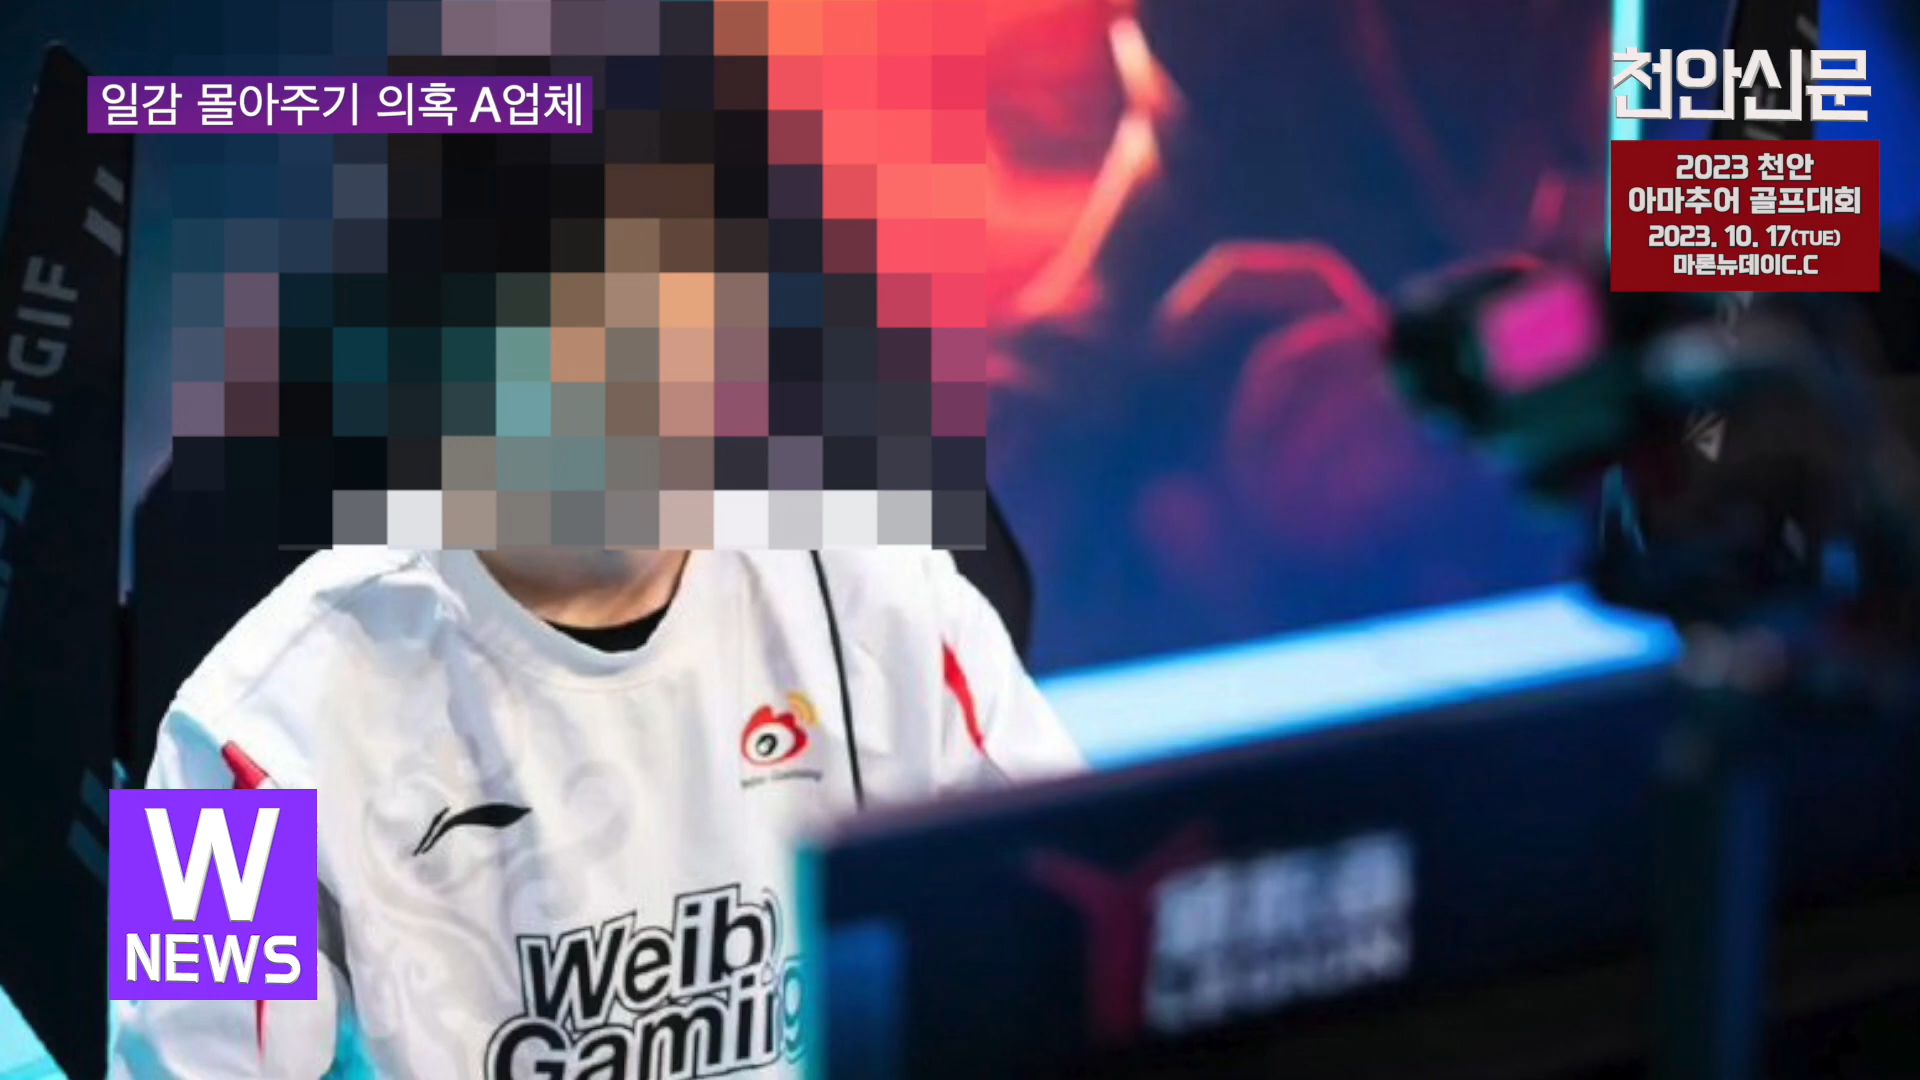 일감 몰아주기 의혹 A업체
천안신문
2023 천안
아마추어 골프대회
2023. 10. 17(TUE)
마론뉴데이C.C
TGIF
Weibo
Gaming
W
NEWS